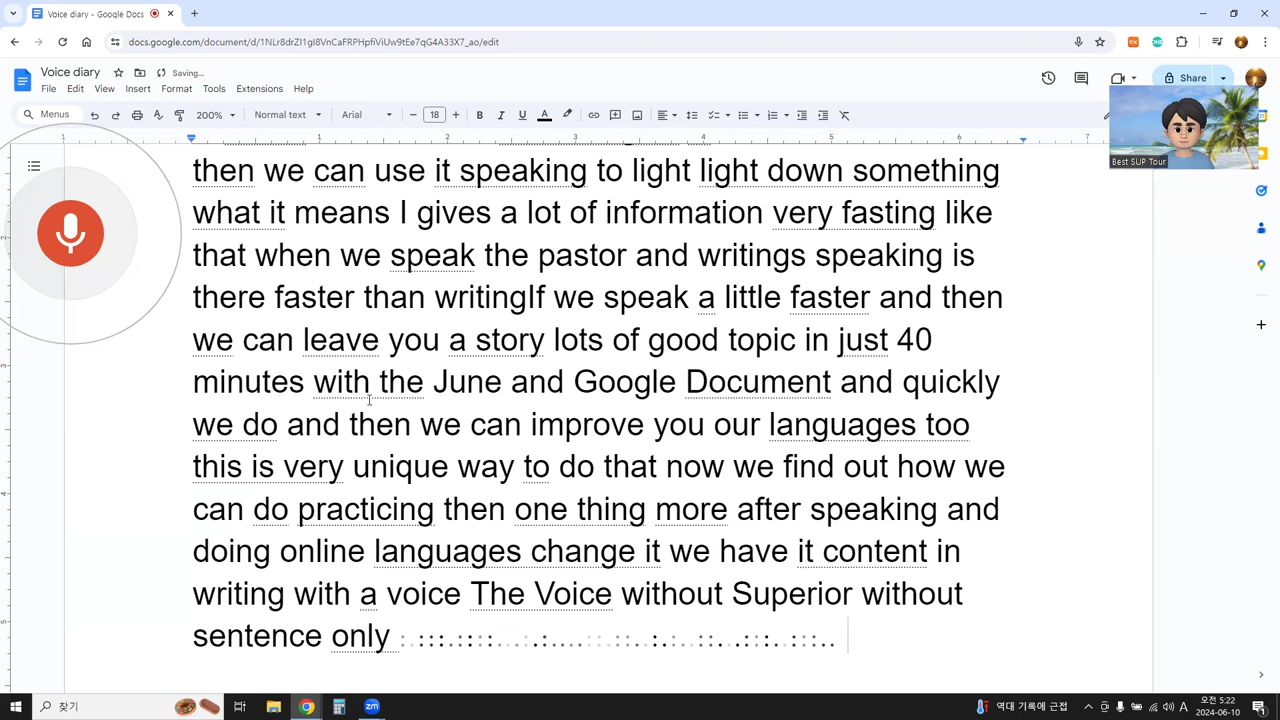 Voice diary - Google Docs
docs.google.com/document/d/1NLr8drZI1gI8VnCaFRPHpfiViUw9tEe7qG4A33X7_ao/edit
Voice diary
Saving...
File Edit View Insert Format Tools Extensions Help
Share
Menus
200%
Normal text
Arial
18
Best SUP Tour
1 1 2 3 4 5 6 7
then we can use it speaking to light light down something
what it means I gives a lot of information very fasting like
that when we speak the pastor and writings speaking is
there faster than writingIf we speak a little faster and then
we can leave you a story lots of good topic in just 40
minutes with the June and Google Document and quickly
we do and then we can improve you our languages too
this is very unique way to do that now we find out how we
can do practicing then one thing more after speaking and
doing online languages change it we have it content in
writing with a voice The Voice without Superior without
sentence only
찾기
역대 기록에 근접
A
오전 5:22
2024-06-10